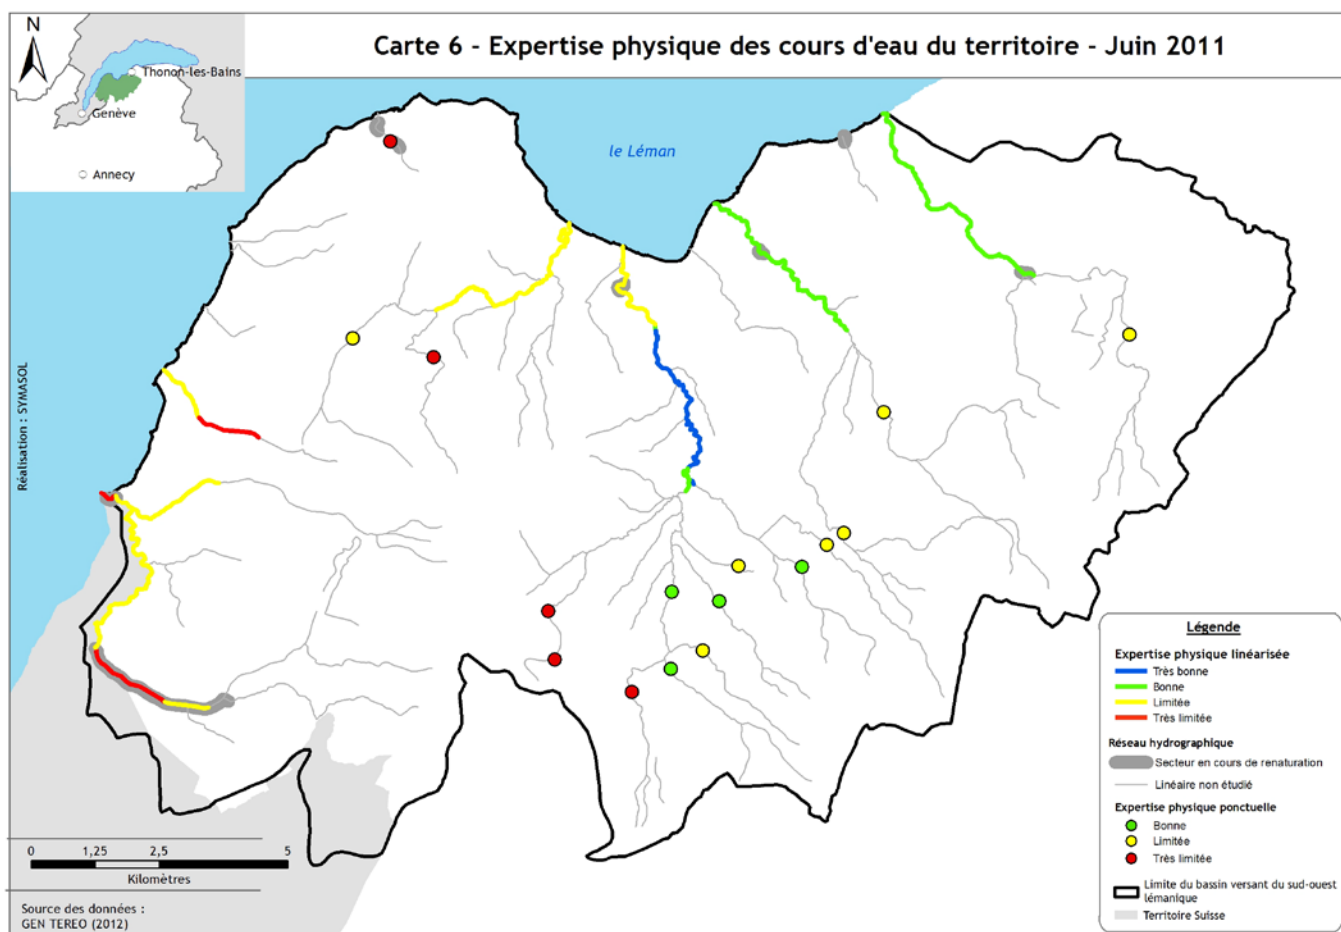 N
Carte 6 - Expertise physique des cours d'eau du territoire - Juin 2011
Thonon-les-Bains
Genève
Annecy
le Léman
Réalisation : SYMASOL
Légende
Expertise physique linéarisée
Très bonne
Bonne
Limitée
Très limitée
Réseau hydrographique
Secteur en cours de renaturation
Linéaire non étudié
Expertise physique ponctuelle
Bonne
Limitée
Très limitée
Limite du bassin versant du sud-ouest
lémanique
Territoire Suisse
0 1,25 2,5 5
Kilomètres
Source des données :
GEN TEREO (2012)